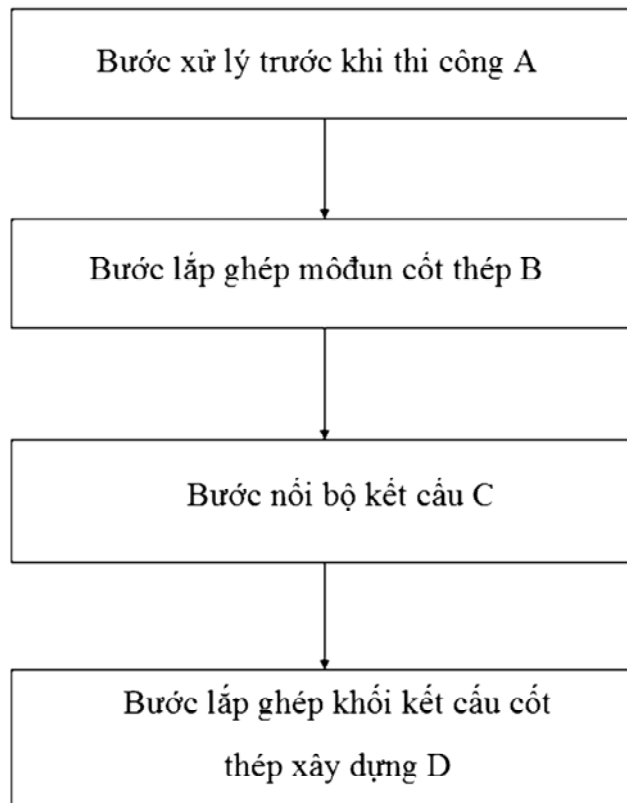 Bước xử lý trước khi thi công A
Bước lắp ghép môđun cốt thép B
Bước nối bộ kết cấu C
Bước lắp ghép khối kết cấu cốt
thép xây dựng D